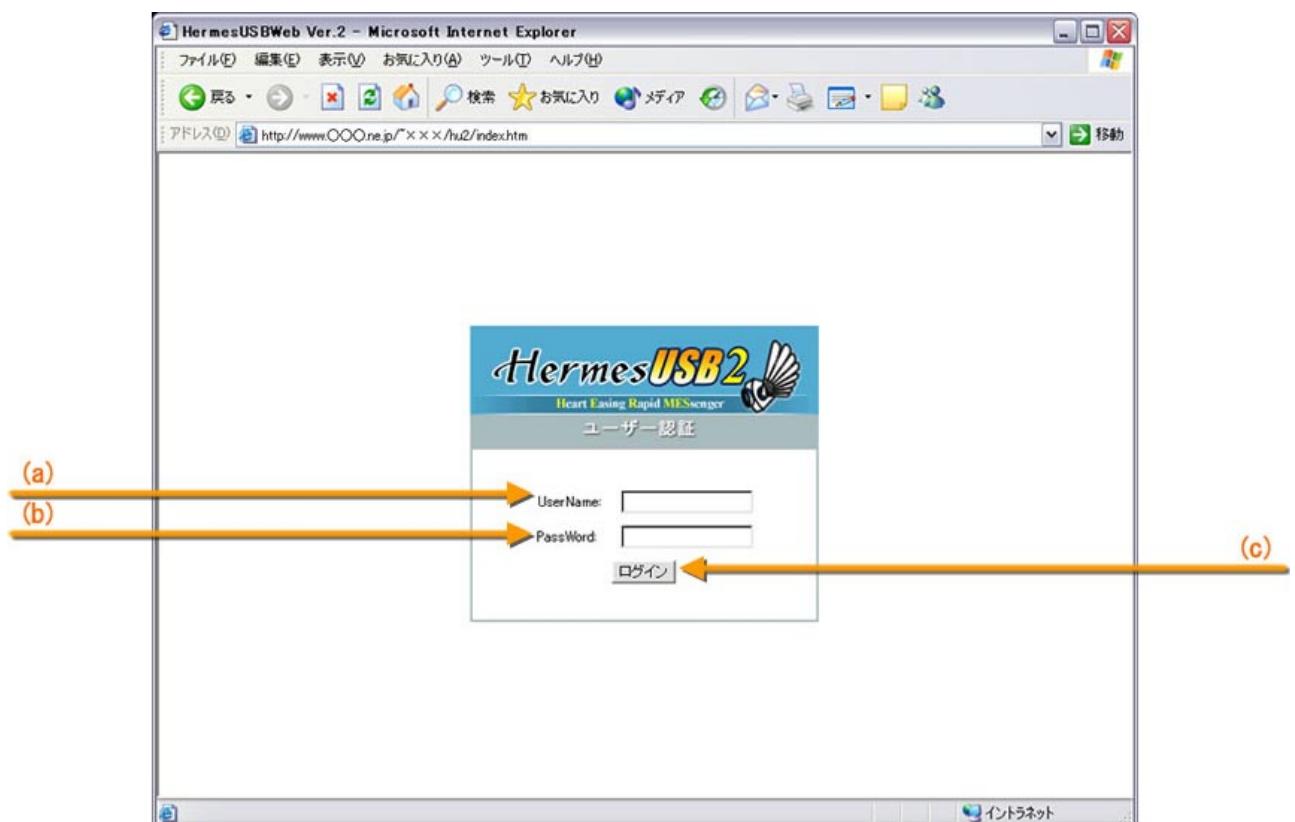 HermesUSBWeb Ver.2 - Microsoft Internet Explorer
ファイル(F) 編集(E) 表示(V) お気に入り(A) ツール(T) ヘルプ(H)
戻る 検索 お気に入り メディア
アドレス(D) http://www.〇〇〇.ne.jp/~×××/hu2/index.htm 移動
HermesUSB2
Heart Easing Rapid MESsenger
ユーザー認証
(a)
UserName:
(b)
PassWord:
(c)
ログイン
イントラネット